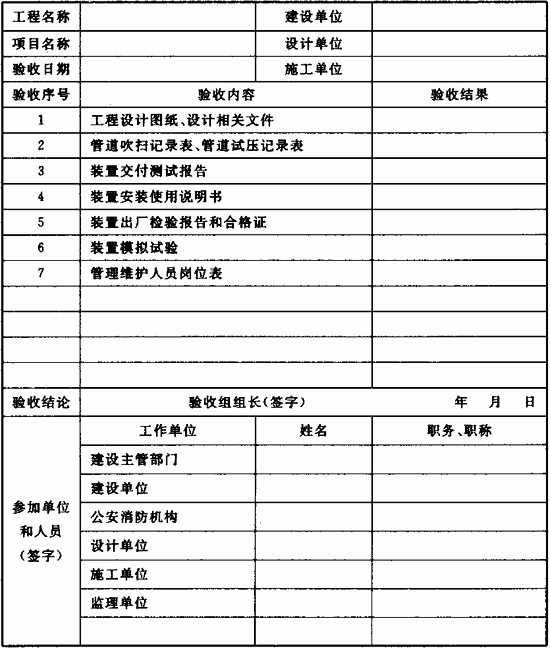 工程名称 建设单位
项目名称 设计单位
验收日期 施工单位
验收序号 验收内容 验收结果
1 工程设计图纸、设计相关文件
2 管道吹扫记录表、管道试压记录表
3 装置交付测试报告
4 装置安装使用说明书
5 装置出厂检验报告和合格证
6 装置模拟试验
7 管理维护人员岗位表
验收结论 验收组组长(签字) 年 月 日
工作单位 姓名 职务、职称
建设主管部门
建设单位
公安消防机构
参加单位
和人员
(签字)
设计单位
施工单位
监理单位